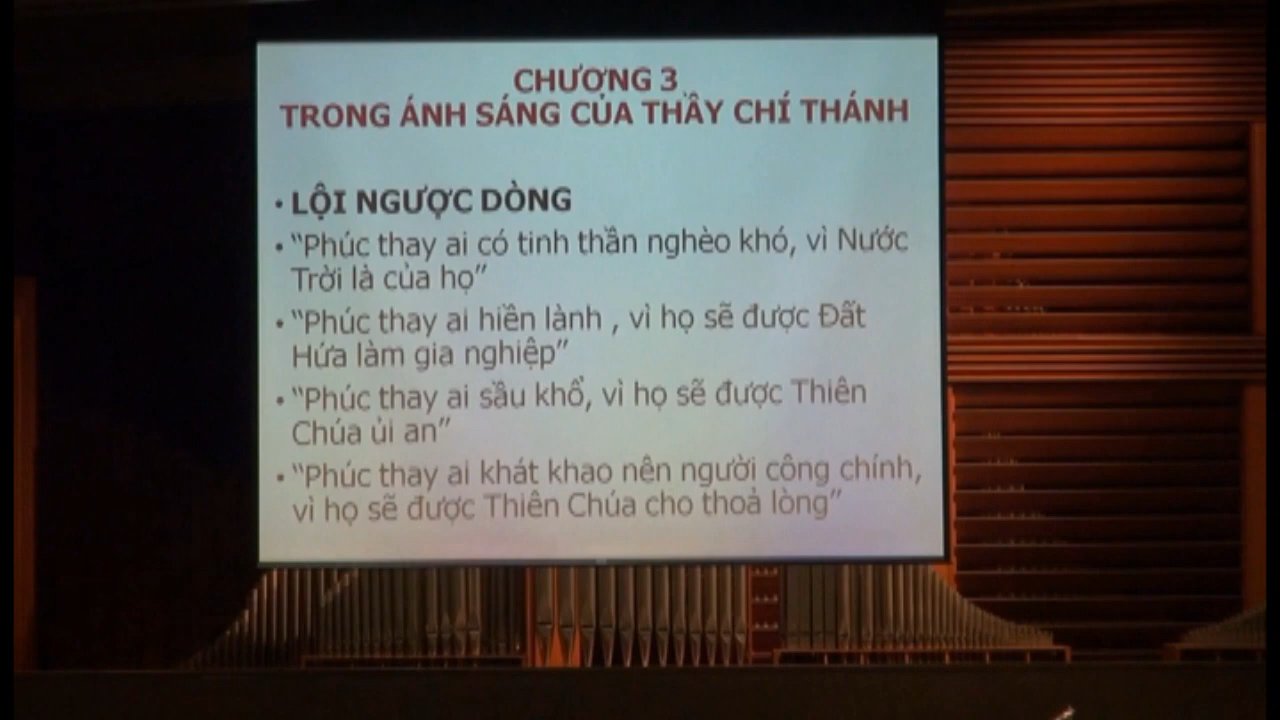 CHƯƠNG 3
TRONG ÁNH SÁNG CỦA THẦY CHÍ THÁNH
• LỘI NGƯỢC DÒNG
• “Phúc thay ai có tinh thần nghèo khó, vì Nước
Trời là của họ”
• “Phúc thay ai hiền lành , vì họ sẽ được Đất
Hứa làm gia nghiệp”
• “Phúc thay ai sầu khổ, vì họ sẽ được Thiên
Chúa ủi an”
• “Phúc thay ai khát khao nên người công chính,
vì họ sẽ được Thiên Chúa cho thoả lòng”